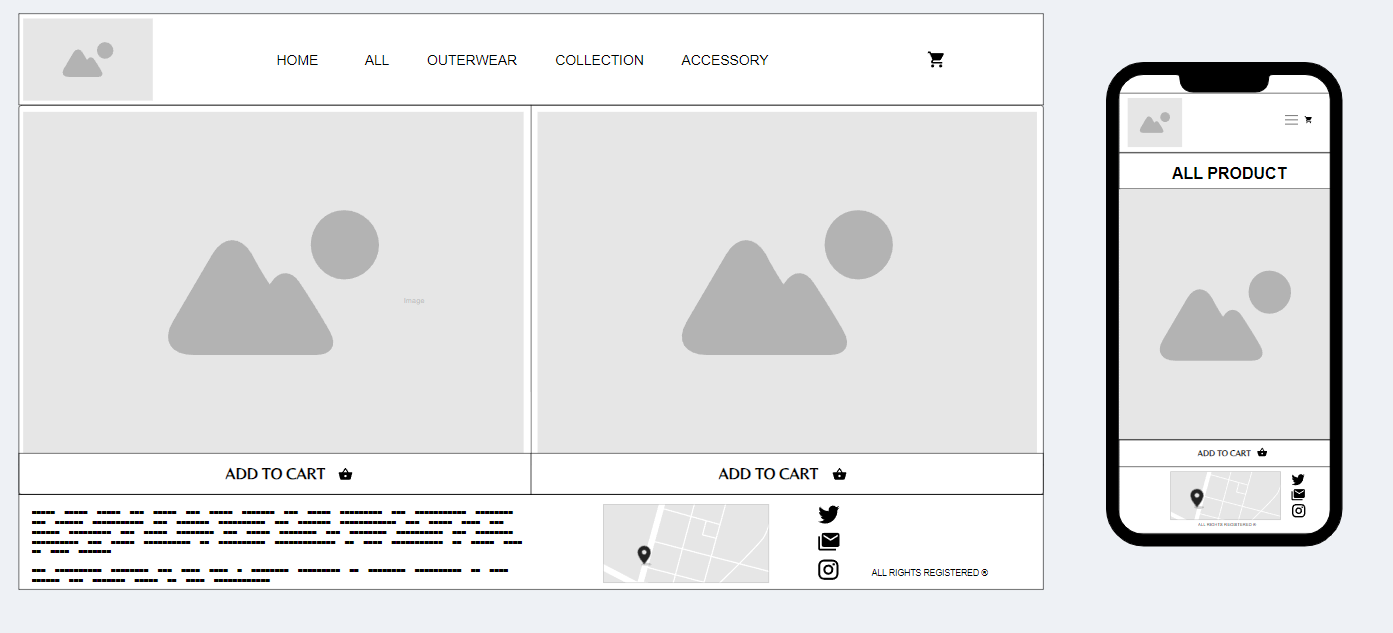 HOME ALL OUTERWEAR COLLECTION ACCESSORY
Image
ADD TO CART
ADD TO CART
ALL RIGHTS REGISTERED ®
ALL PRODUCT
ADD TO CART
ALL RIGHTS REGISTERED ®